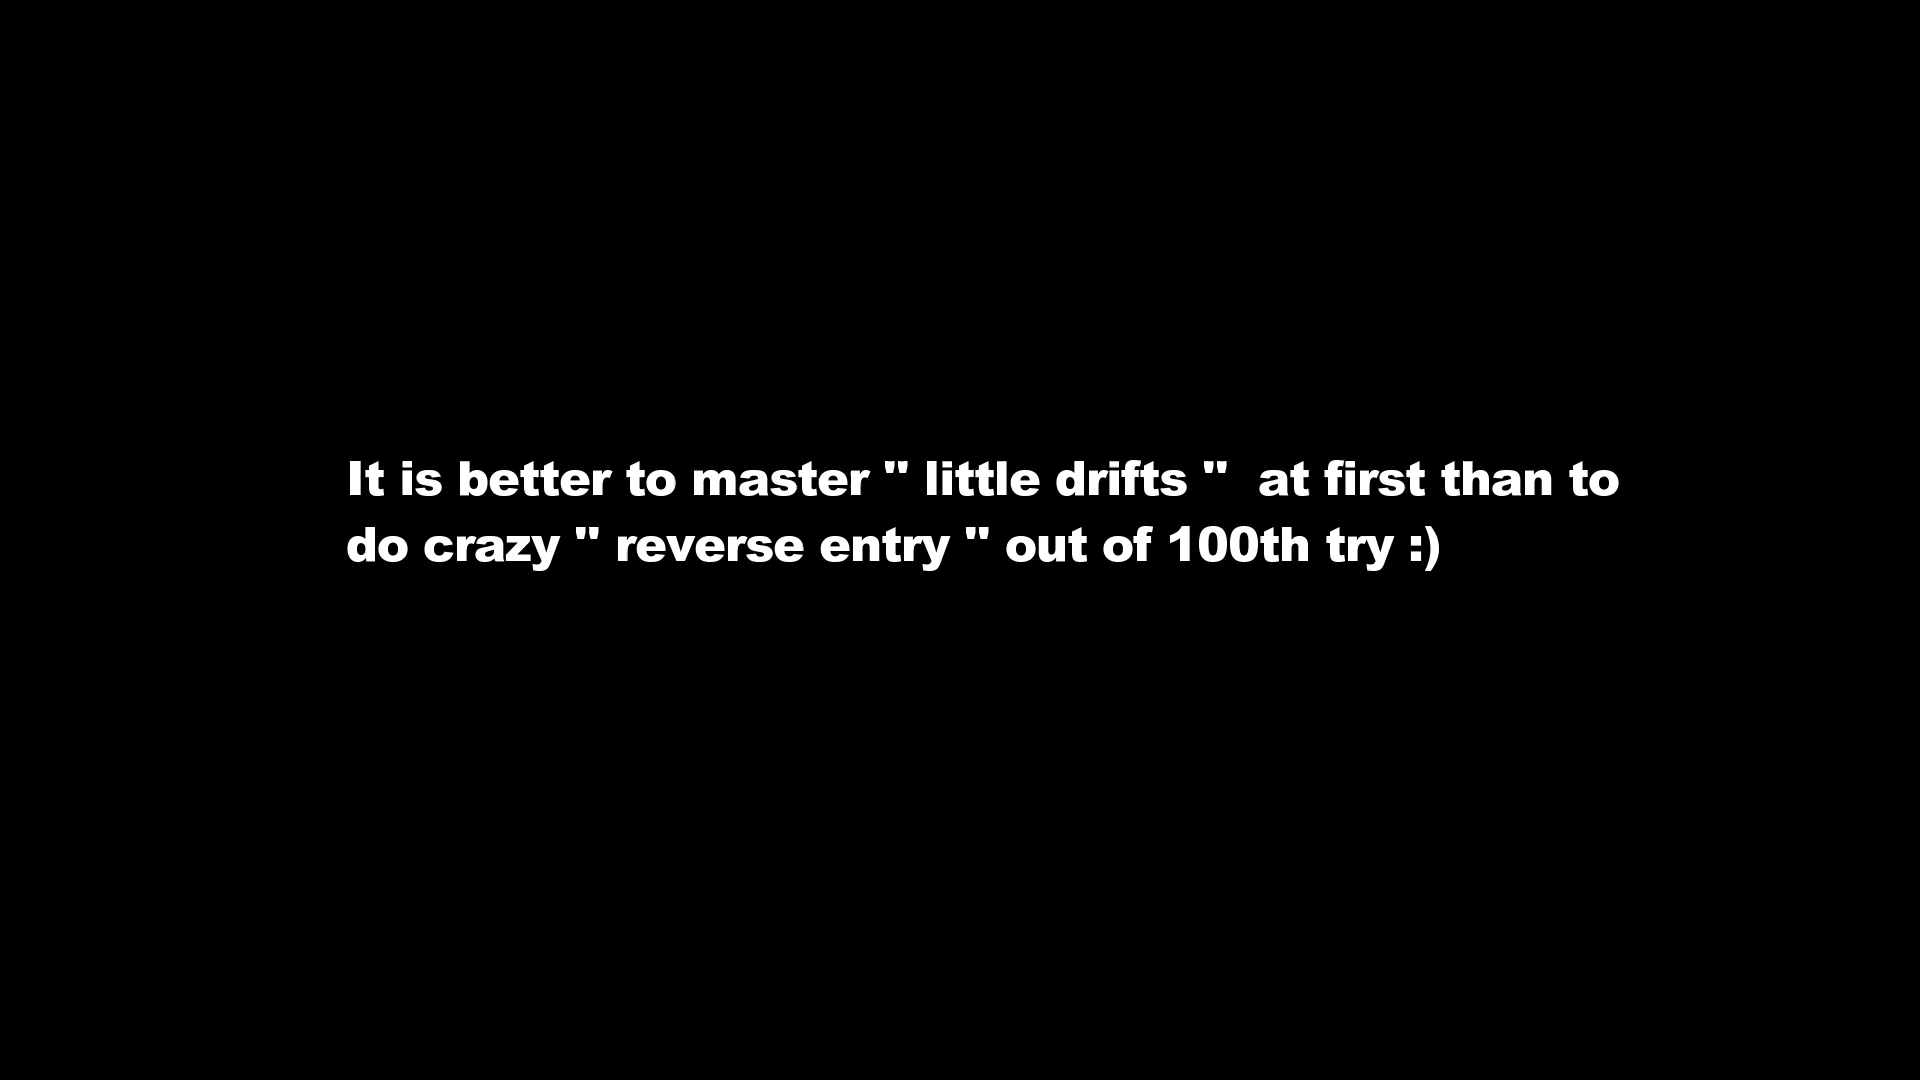 It is better to master " little drifts "  at first than to
do crazy " reverse entry " out of 100th try :)